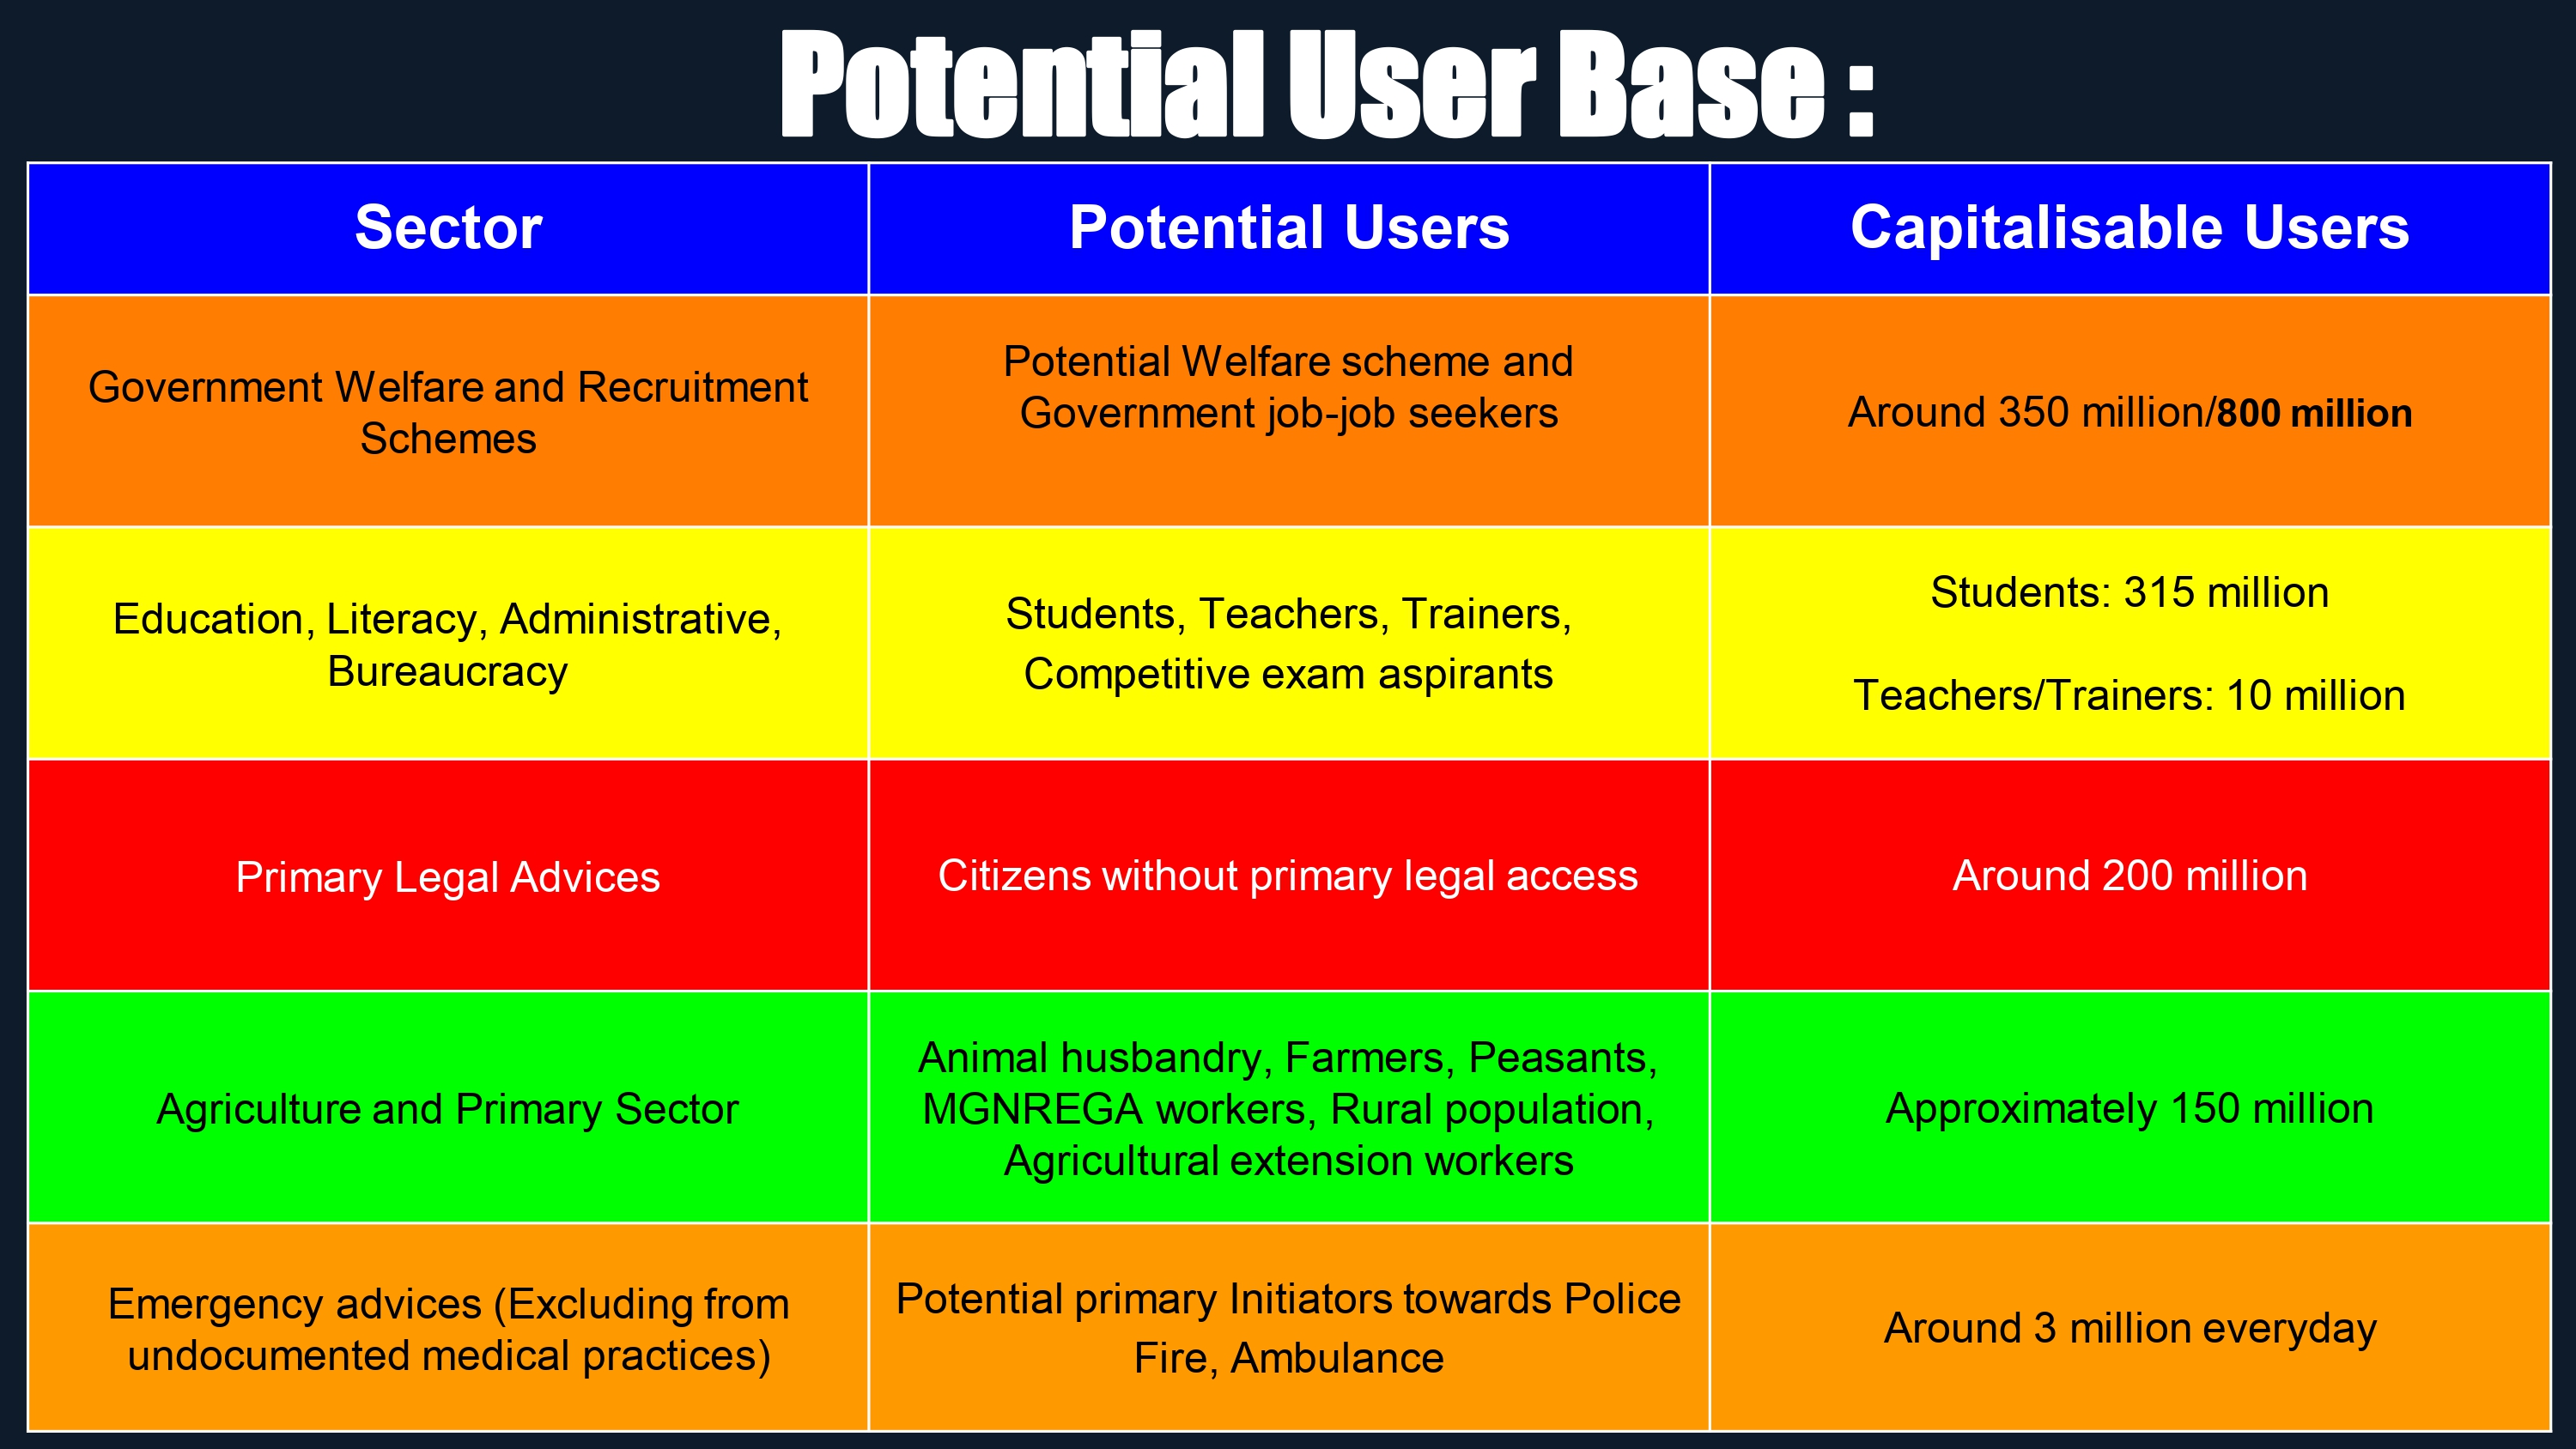 Potential User Base :
Sector
Potential Users
Capitalisable Users
Government Welfare and Recruitment
Schemes
Potential Welfare scheme and
Government job-job seekers
Around 350 million/800 million
Education, Literacy, Administrative,
Bureaucracy
Students, Teachers, Trainers,
Competitive exam aspirants
Students: 315 million
Teachers/Trainers: 10 million
Primary Legal Advices
Citizens without primary legal access
Around 200 million
Agriculture and Primary Sector
Animal husbandry, Farmers, Peasants,
MGNREGA workers, Rural population,
Agricultural extension workers
Approximately 150 million
Emergency advices (Excluding from
undocumented medical practices)
Potential primary Initiators towards Police
Fire, Ambulance
Around 3 million everyday